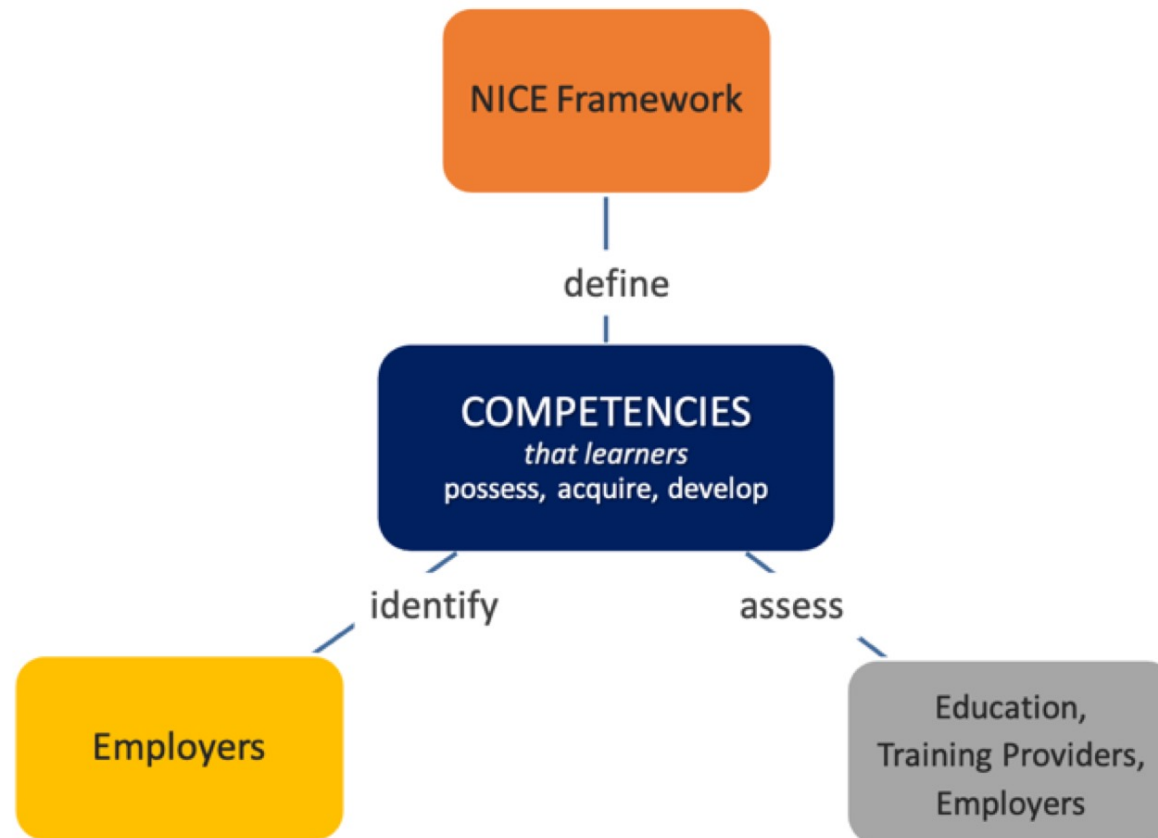 NICE Framework
define
COMPETENCIES
that learners
possess, acquire, develop
identify
assess
Employers
Education,
Training Providers,
Employers